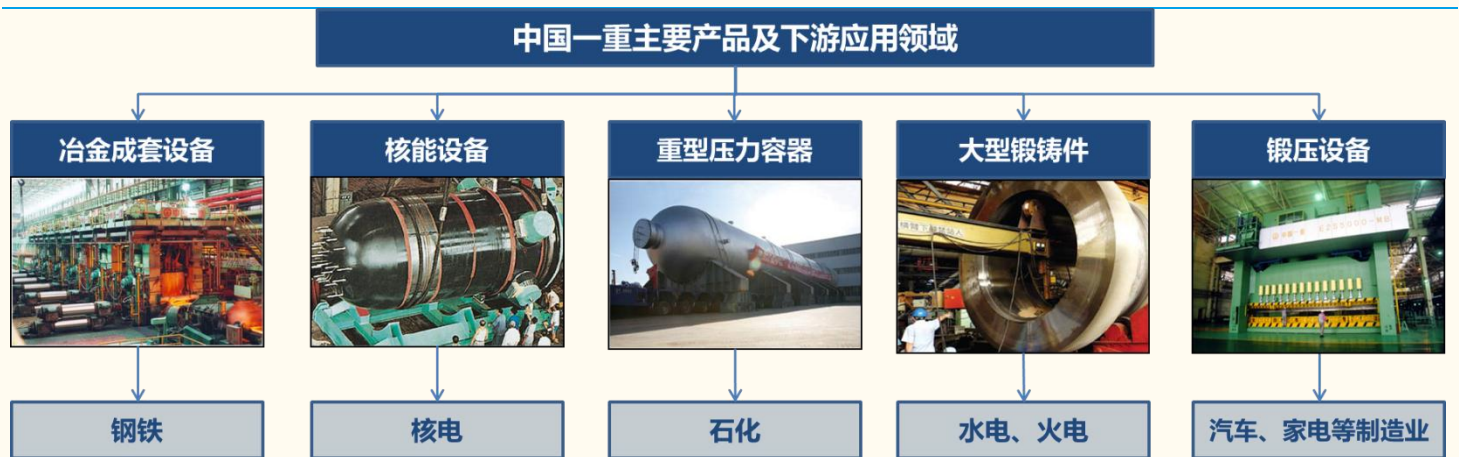 中国一重主要产品及下游应用领域
冶金成套设备
核能设备
重型压力容器
大型锻铸件
锻压设备
钢铁
核电
石化
水电、火电
汽车、家电等制造业